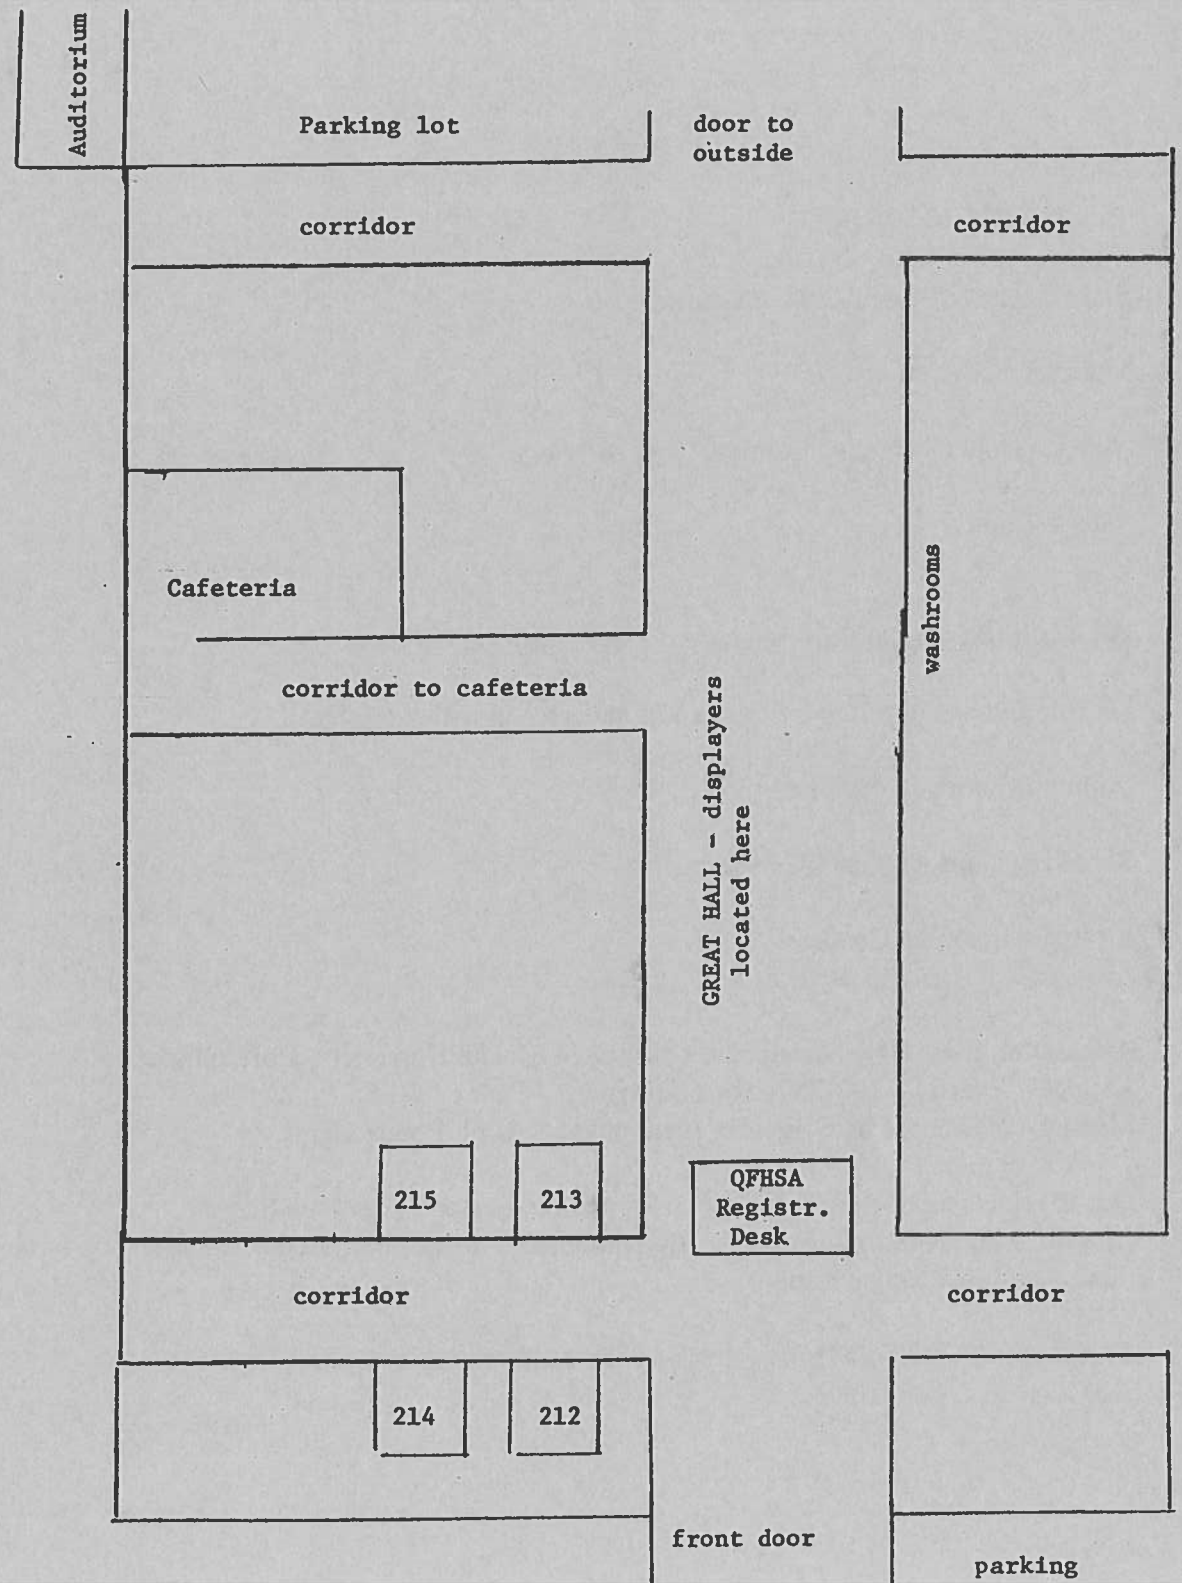 Auditorium
Parking lot
door to
outside
corridor
corridor
Cafeteria
washrooms
corridor to cafeteria
GREAT HALL - displayers
located here
215
213
QFHSA
Registr.
Desk
corridor
corridor
214
212
front door
parking